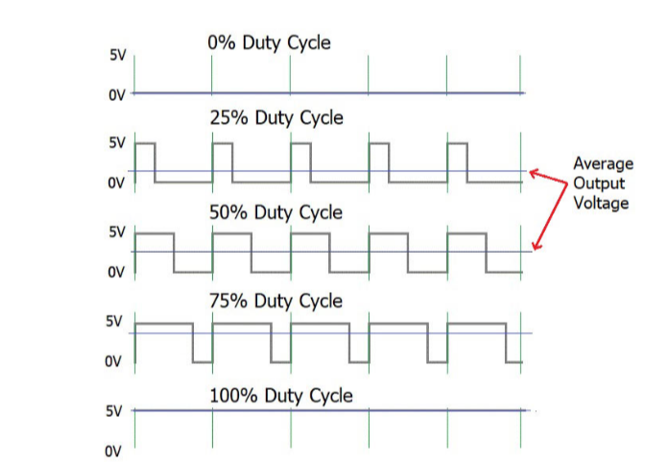 0% Duty Cycle
5V
0V
25% Duty Cycle
5V
0V
Average
Output
Voltage
50% Duty Cycle
5V
0V
75% Duty Cycle
5V
0V
100% Duty Cycle
5V
0V